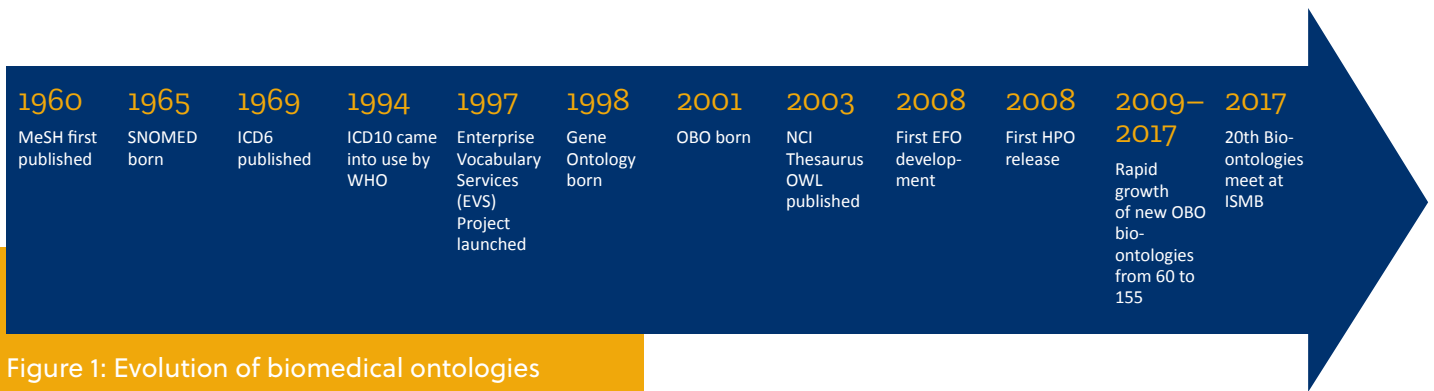 1960
MeSH first
published
1965
SNOMED
born
1969
ICD6
published
1994
ICD10 came
into use by
WHO
1997
Enterprise
Vocabulary
Services
(EVS)
Project
launched
1998
Gene
Ontology
born
2001
OBO born
2003
NCI
Thesaurus
OWL
published
2008
First EFO
develop-
ment
2008
First HPO
release
2009–
2017
Rapid
growth
of new OBO
bio-
ontologies
from 60 to
155
2017
20th Bio-
ontologies
meet at
ISMB
Figure 1: Evolution of biomedical ontologies